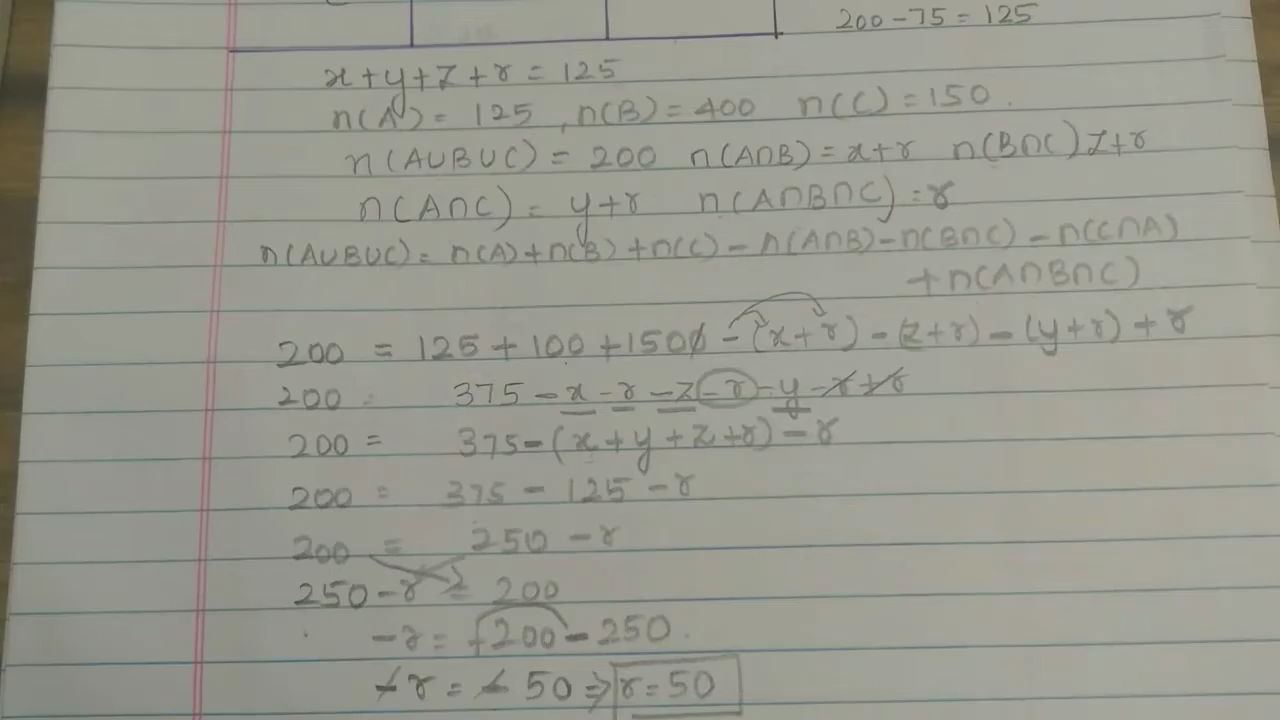 200 - 75 = 125
x + y + z + r = 125
n(A) = 125 , n(B) = 400 n(C) = 150 .
n(AUBUC) = 200 n(A∩B) = x+r n(B∩C) z+r
n(A∩C) = y+r n(A∩B∩C) = r
n(AUBUC) = n(A) + n(B) + n(C) - n(A∩B) - n(B∩C) - n(C∩A)
+ n(A∩B∩C)
200 = 125 + 100 + 150 - (x+r) - (z+r) - (y+r) + r
200 = 375 - x - r - z - r - y - r + r
200 = 375 - (x + y + z + r) - r
200 = 375 - 125 - r
200 = 250 - r
250 - r = 200
- r = +200 - 250 .
- r = - 50 ⇒ r = 50